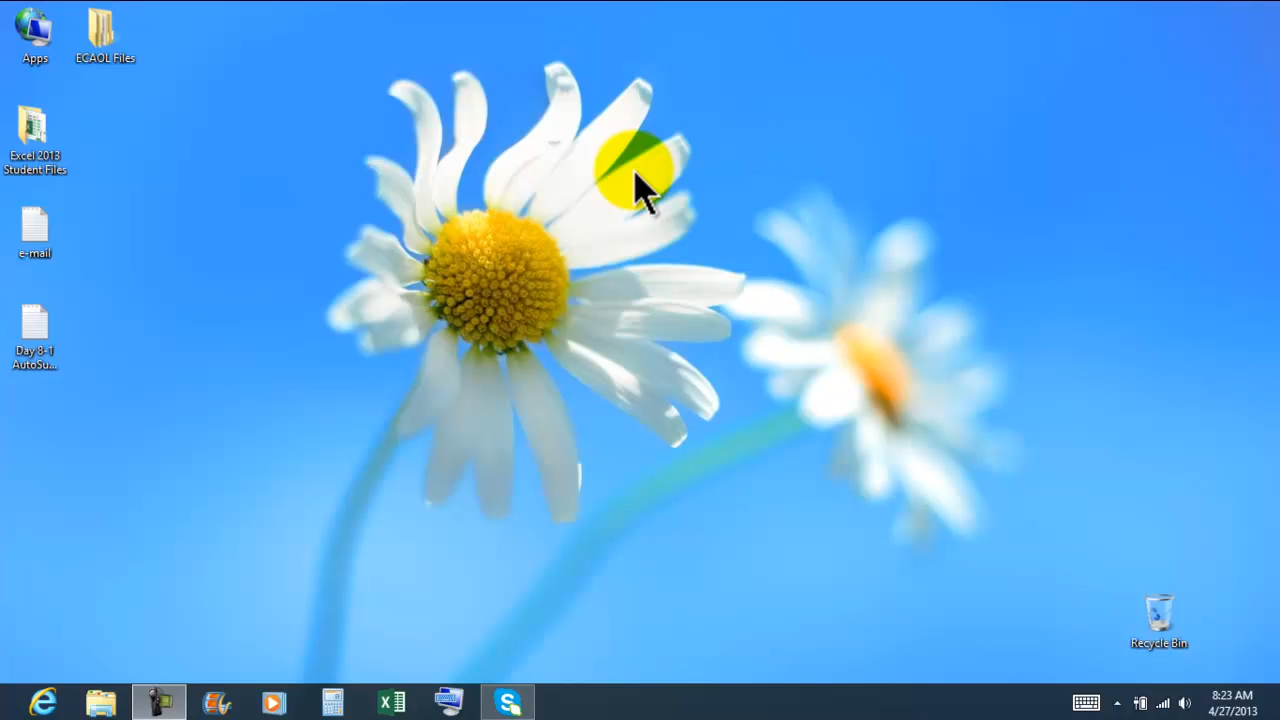 Apps
ECAOL Files
Excel 2013
Student Files
e-mail
Day 8-1
AutoSu...
Recycle Bin
8:23 AM
4/27/2013